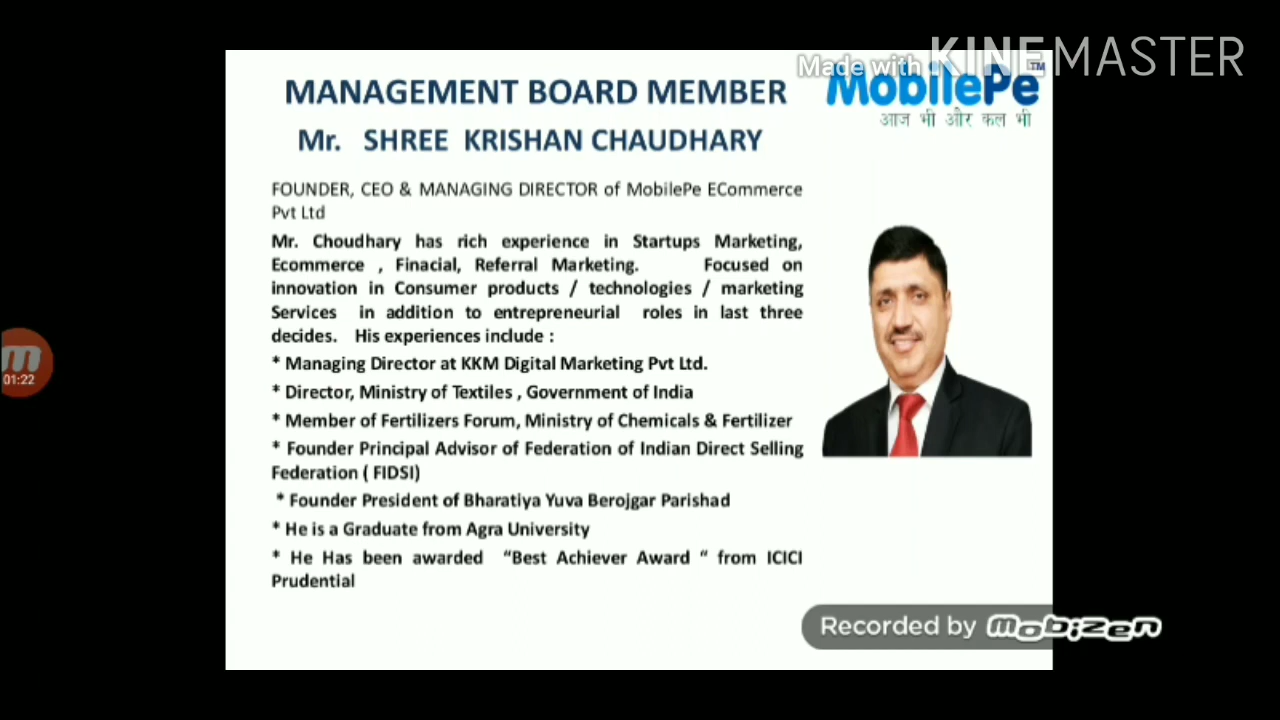 Made with KINEMASTER
MANAGEMENT BOARD MEMBER
MobilePe™
आज भी और कल भी
Mr. SHREE KRISHAN CHAUDHARY
FOUNDER, CEO & MANAGING DIRECTOR of MobilePe ECommerce
Pvt Ltd
Mr. Choudhary has rich experience in Startups Marketing,
Ecommerce , Finacial, Referral Marketing. Focused on
innovation in Consumer products / technologies / marketing
Services in addition to entrepreneurial roles in last three
decides. His experiences include :
* Managing Director at KKM Digital Marketing Pvt Ltd.
* Director, Ministry of Textiles , Government of India
* Member of Fertilizers Forum, Ministry of Chemicals & Fertilizer
* Founder Principal Advisor of Federation of Indian Direct Selling
Federation ( FIDSI)
* Founder President of Bharatiya Yuva Berojgar Parishad
* He is a Graduate from Agra University
* He Has been awarded “Best Achiever Award “ from ICICI
Prudential
01:22
Recorded by mobizen